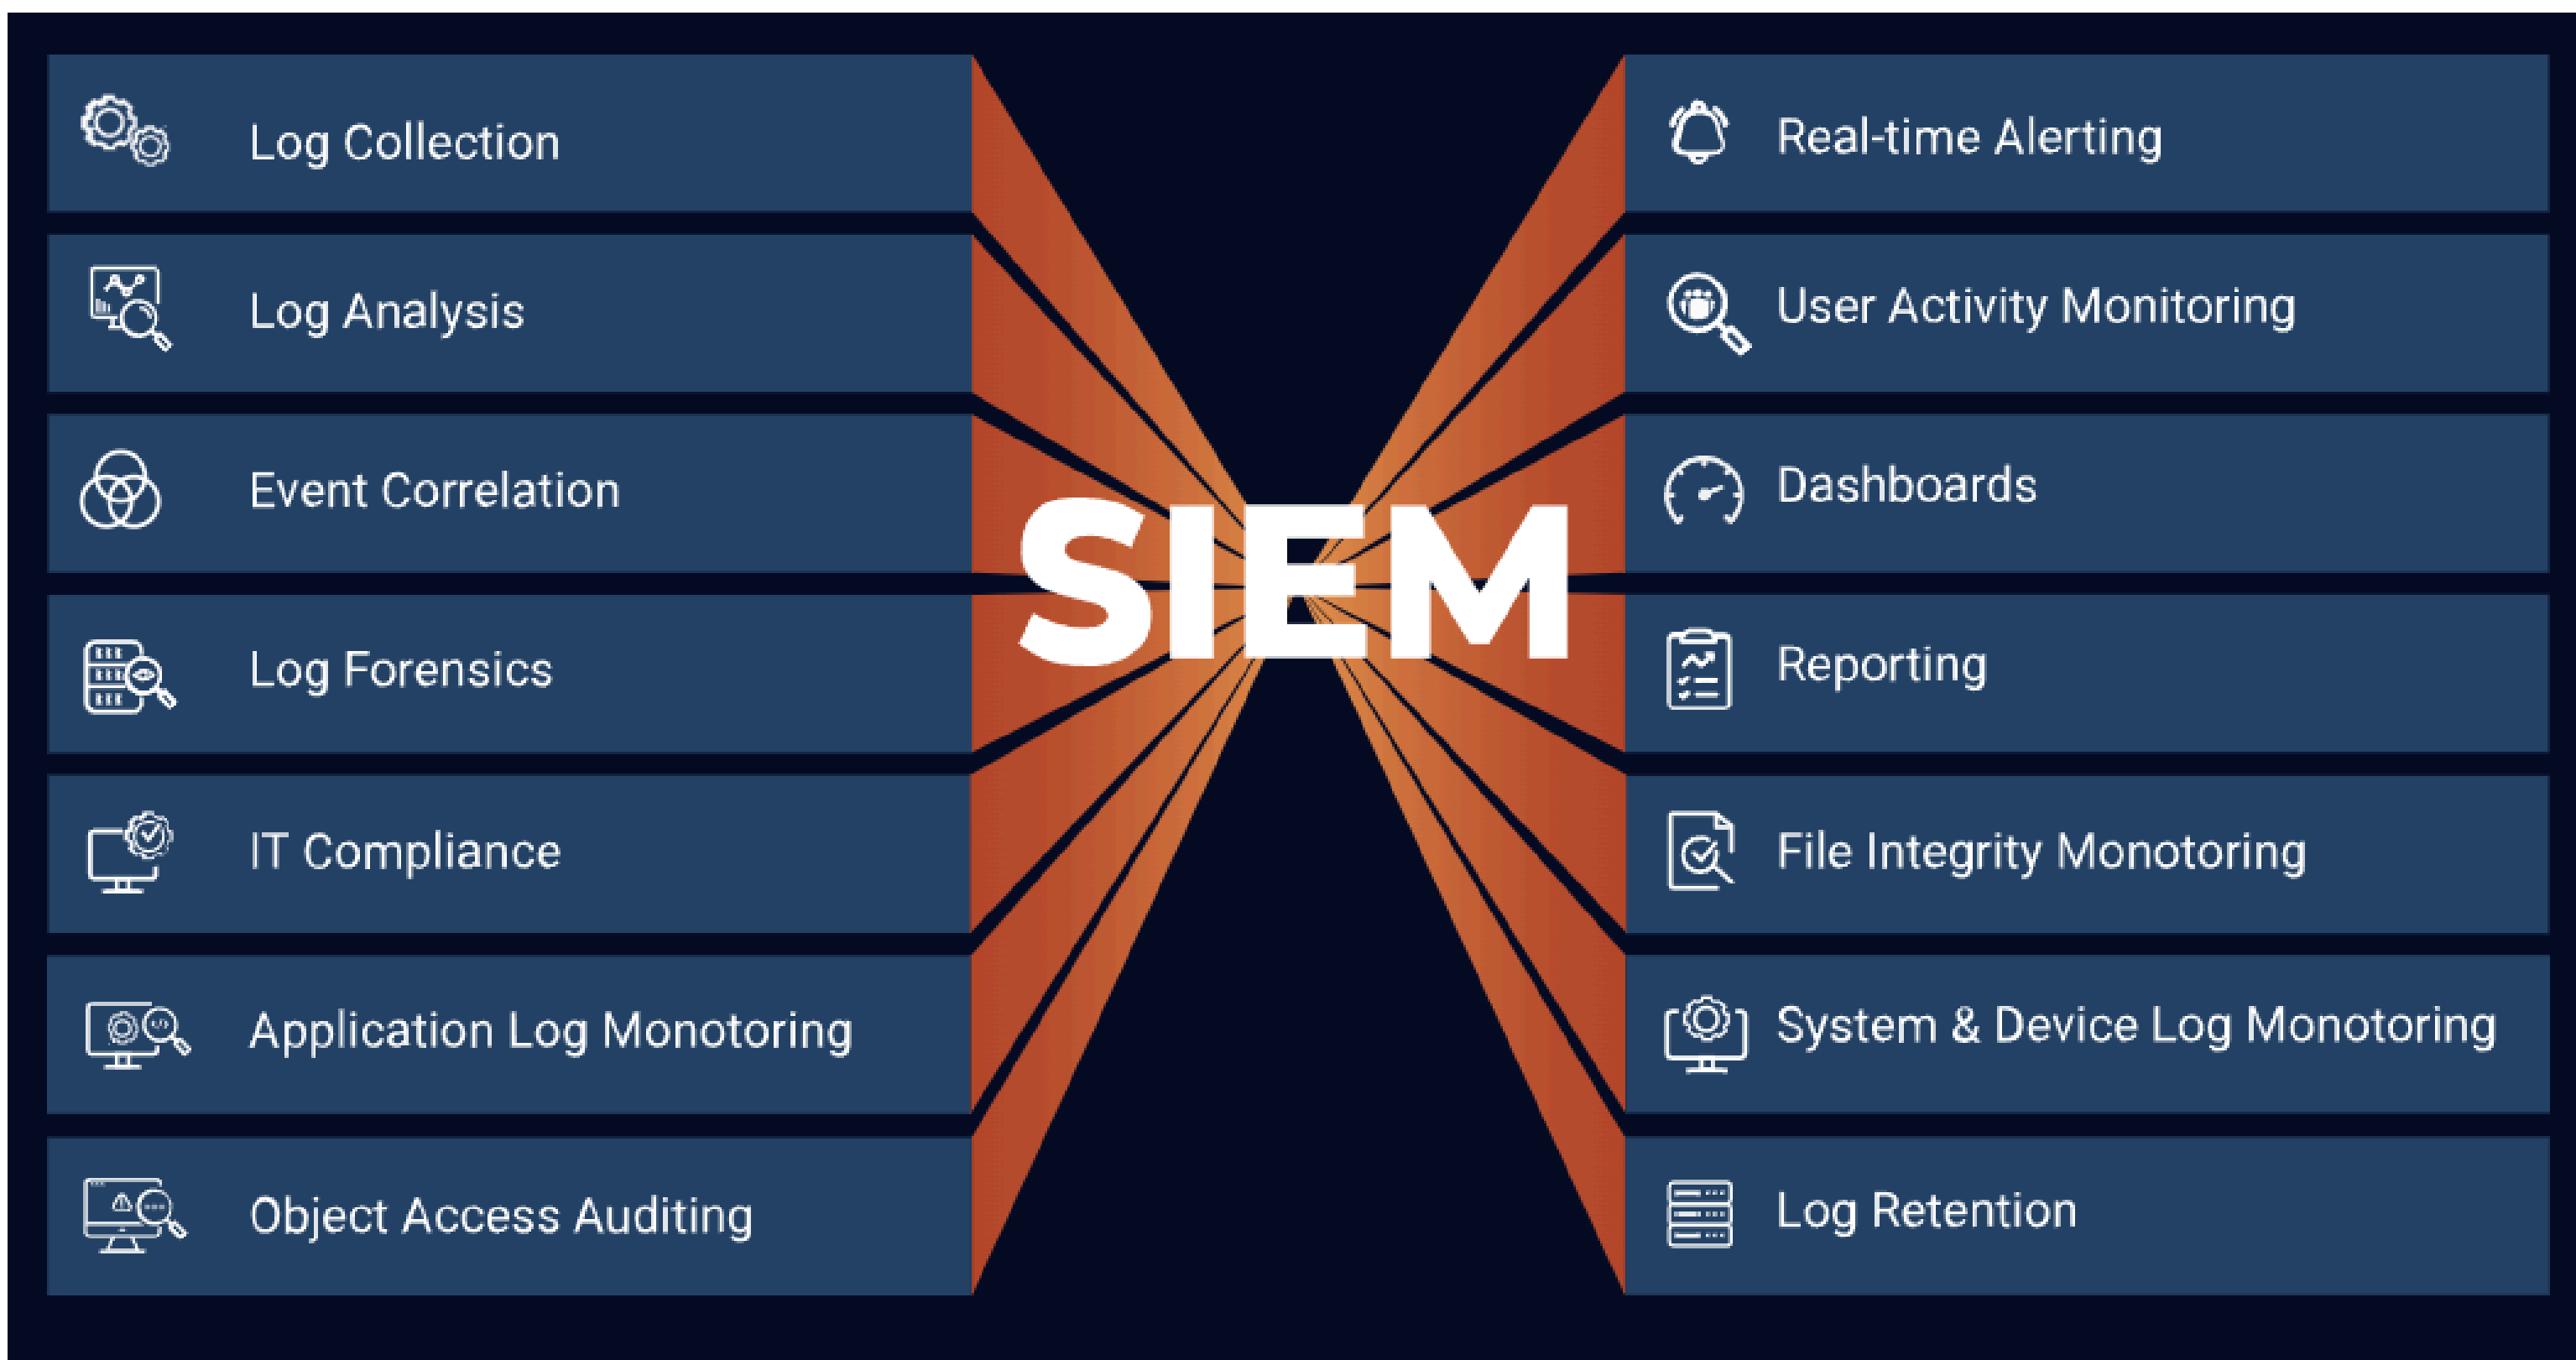 Log Collection
Log Analysis
Event Correlation
Log Forensics
IT Compliance
Application Log Monotoring
Object Access Auditing
SIEM
Real-time Alerting
User Activity Monitoring
Dashboards
Reporting
File Integrity Monotoring
System & Device Log Monotoring
Log Retention